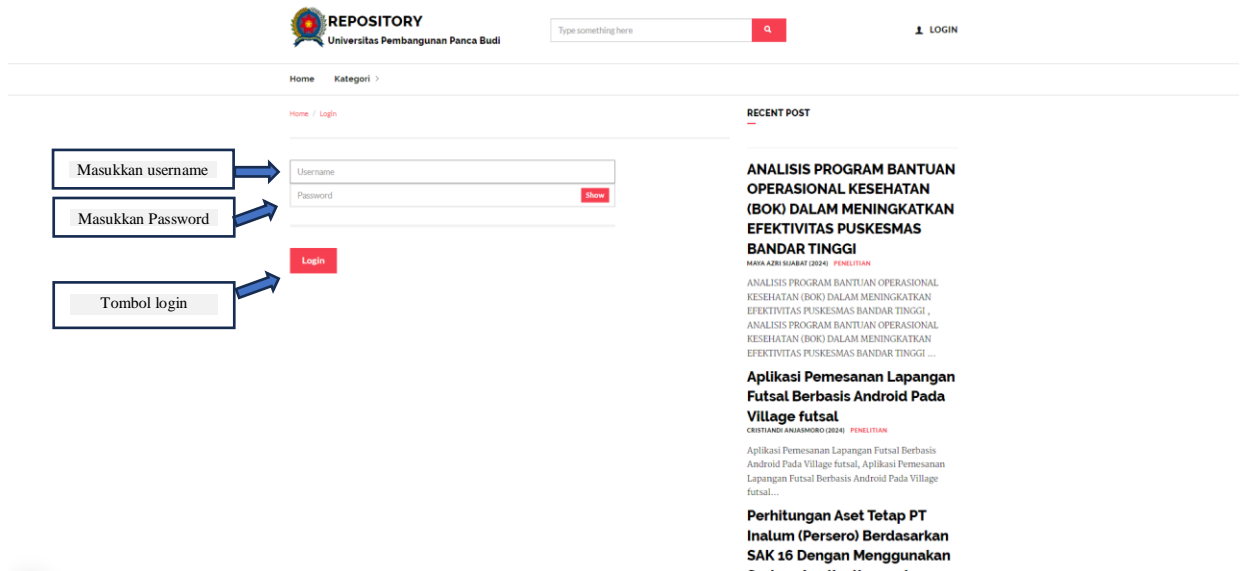 REPOSITORY
Universitas Pembangunan Panca Budi
Type something here
LOGIN
Home Kategori >
Home / Login
Masukkan username
Masukkan Password
Tombol login
Username
Password
Show
Login
RECENT POST
ANALISIS PROGRAM BANTUAN
OPERASIONAL KESEHATAN
(BOK) DALAM MENINGKATKAN
EFEKTIVITAS PUSKESMAS
BANDAR TINGGI
MAYA AZRI SIJABAT (2024) PENELITIAN
ANALISIS PROGRAM BANTUAN OPERASIONAL
KESEHATAN (BOK) DALAM MENINGKATKAN
EFEKTIVITAS PUSKESMAS BANDAR TINGGI ,
ANALISIS PROGRAM BANTUAN OPERASIONAL
KESEHATAN (BOK) DALAM MENINGKATKAN
EFEKTIVITAS PUSKESMAS BANDAR TINGGI ...
Aplikasi Pemesanan Lapangan
Futsal Berbasis Android Pada
Village futsal
CRISTIANDI ANJASMORO (2024) PENELITIAN
Aplikasi Pemesanan Lapangan Futsal Berbasis
Android Pada Village futsal, Aplikasi Pemesanan
Lapangan Futsal Berbasis Android Pada Village
futsal...
Perhitungan Aset Tetap PT
Inalum (Persero) Berdasarkan
SAK 16 Dengan Menggunakan